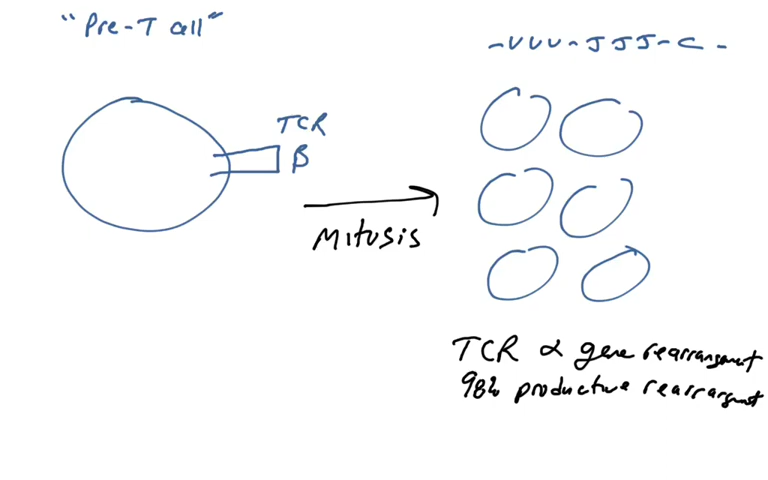 "Pre-T cell"
-VVV-JJJ-C-
TCR
β
Mitosis
TCR α gene rearrangement
98% productive rearrangement